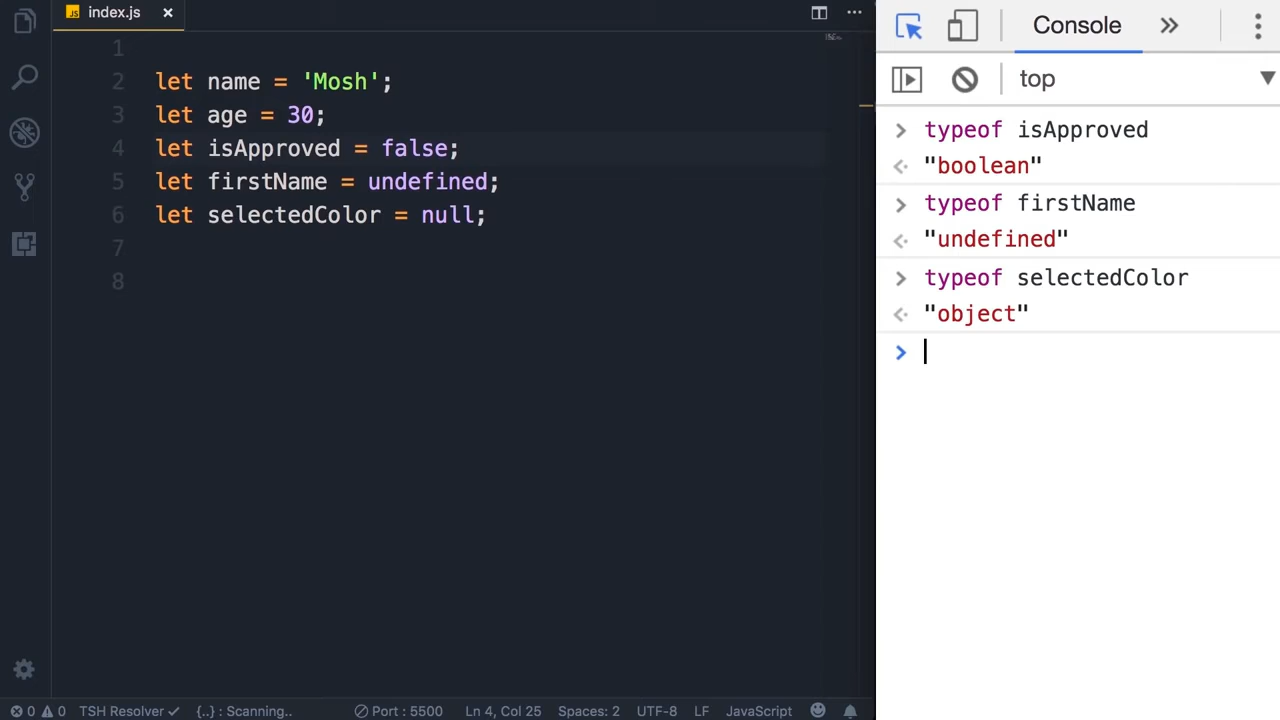 index.js
1
2 let name = 'Mosh';
3 let age = 30;
4 let isApproved = false;
5 let firstName = undefined;
6 let selectedColor = null;
7
8
0 0 TSH Resolver {..} : Scanning.. Port : 5500 Ln 4, Col 25 Spaces: 2 UTF-8 LF JavaScript
Console
top
> typeof isApproved
"boolean"
> typeof firstName
"undefined"
> typeof selectedColor
"object"
>